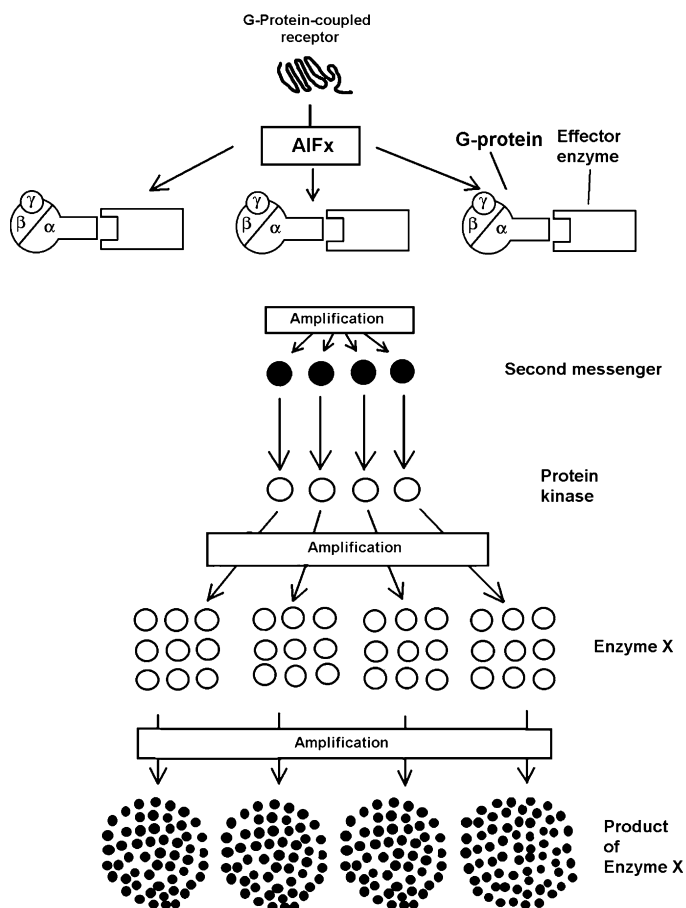 G-Protein-coupled
receptor
AlFx
G-protein
Effector
enzyme
γ
β
α
γ
β
α
γ
β
α
Amplification
Second messenger
Protein
kinase
Amplification
Enzyme X
Amplification
Product
of
Enzyme X